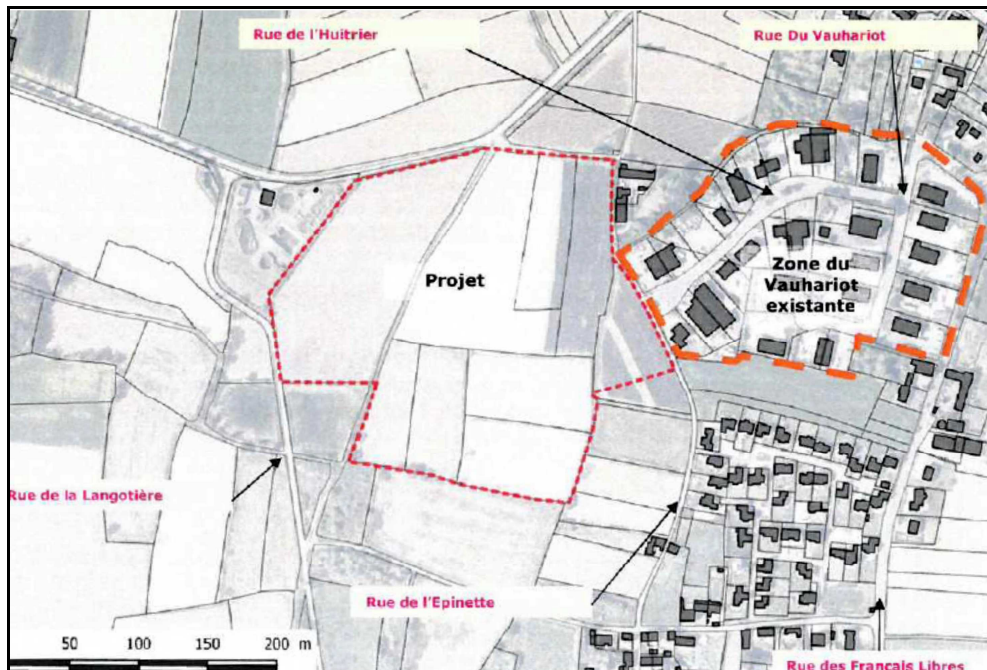 Rue de l'Huitrier
Rue Du Vauhariot
Projet
Zone du
Vauhariot
existante
Rue de la Langotière
Rue de l'Epinette
Rue des Français Libres
50 100 150 200 m